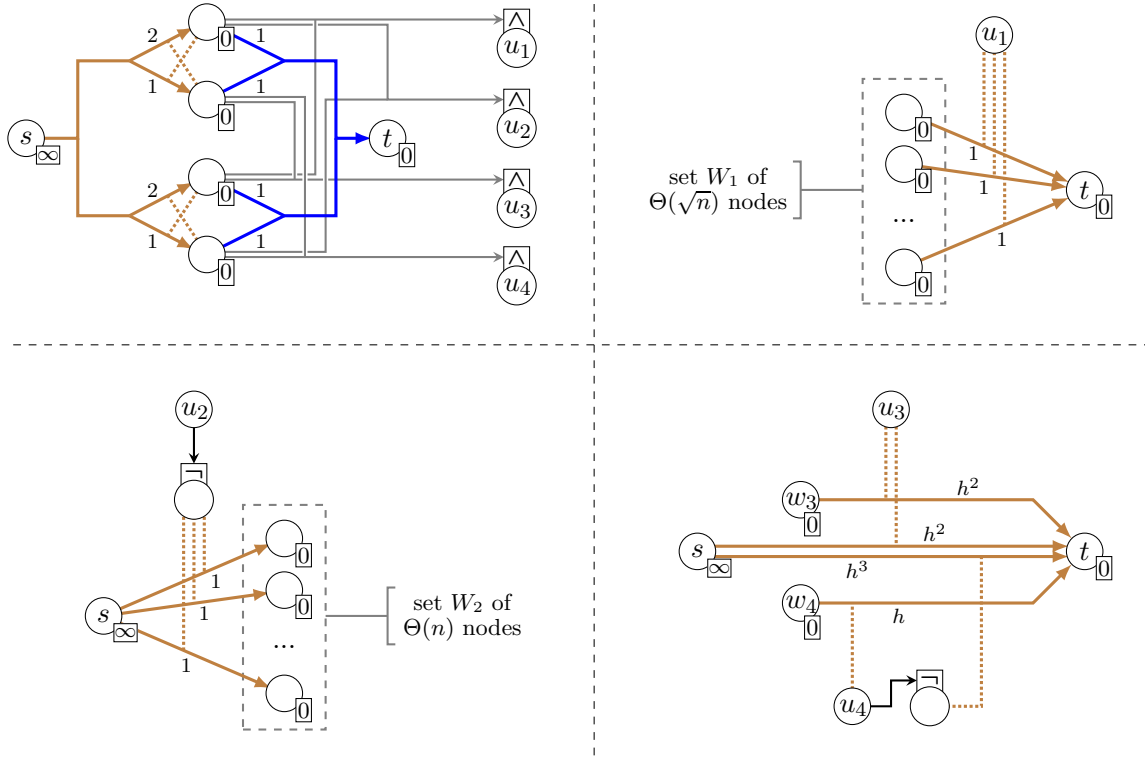 2
0
1
∧
u₁
1
0
1
∧
u₂
s
∞
t
0
2
0
1
∧
u₃
1
0
1
∧
u₄
u₁
0
1
0
1
set W₁ of
Θ(√n) nodes
t
0
...
1
0
u₂
¬
0
1
0
1
s
∞
set W₂ of
Θ(n) nodes
...
1
0
u₃
w₃
0
h²
s
∞
h²
h³
t
0
w₄
0
h
u₄
¬